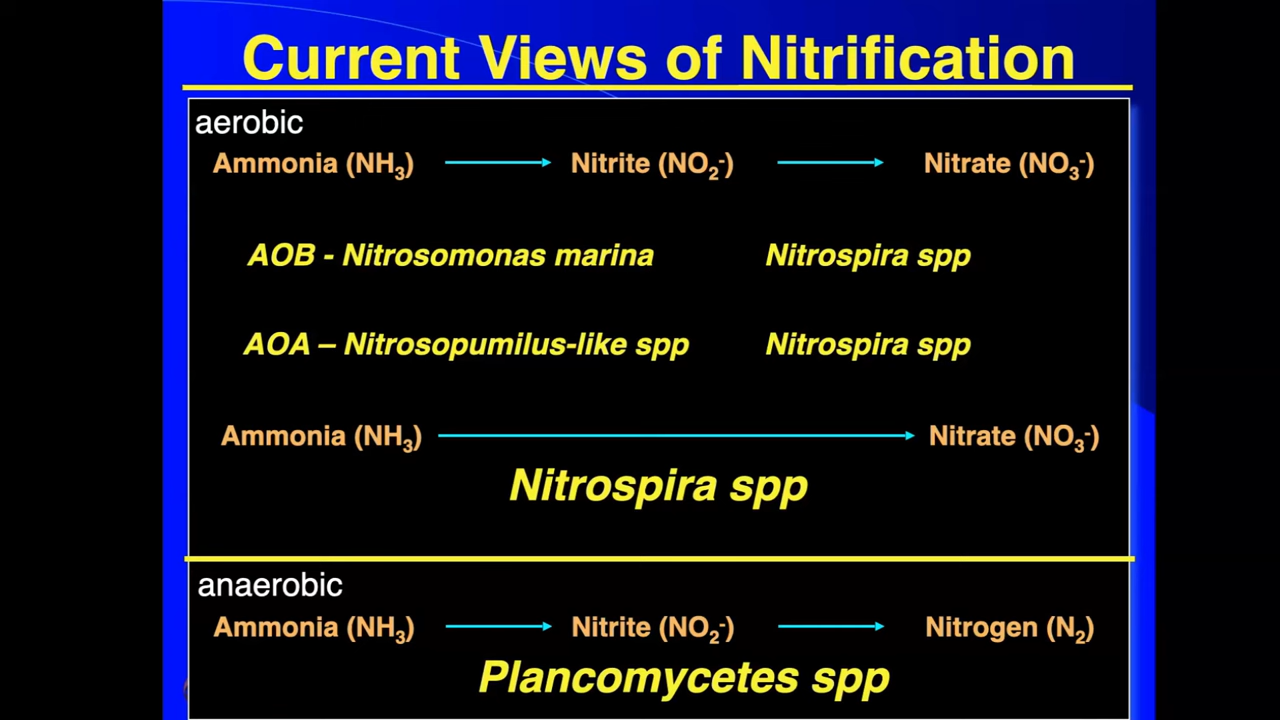 Current Views of Nitrification
aerobic
Ammonia (NH₃) Nitrite (NO₂⁻) Nitrate (NO₃⁻)
AOB - Nitrosomonas marina Nitrospira spp
AOA – Nitrosopumilus-like spp Nitrospira spp
Ammonia (NH₃) Nitrate (NO₃⁻)
Nitrospira spp
anaerobic
Ammonia (NH₃) Nitrite (NO₂⁻) Nitrogen (N₂)
Plancomycetes spp